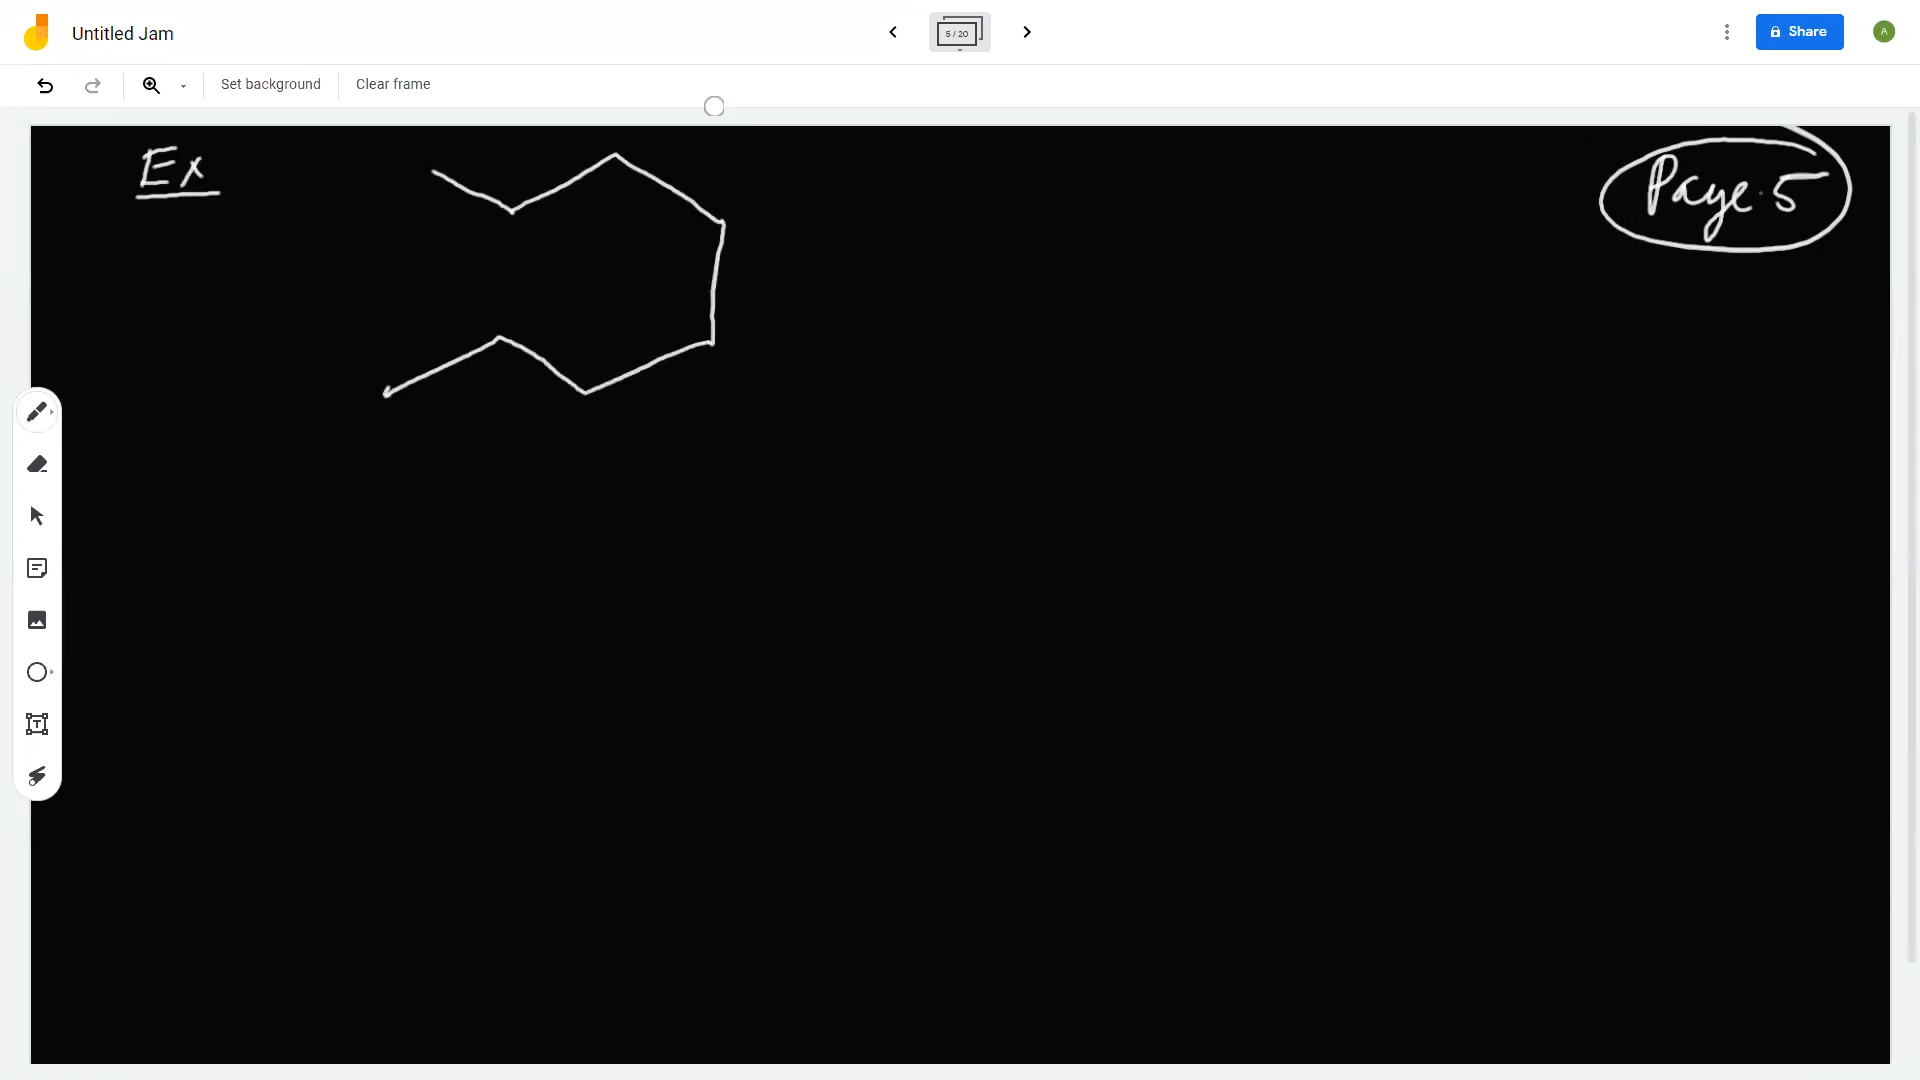 Untitled Jam
5 / 20
Share
A
Set background
Clear frame
Ex
Page. 5
T